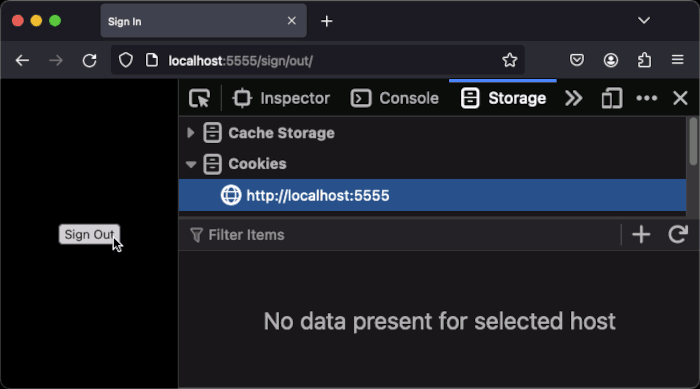 Sign In
localhost:5555/sign/out/
Inspector
Console
Storage
Cache Storage
Cookies
http://localhost:5555
Sign Out
Filter Items
No data present for selected host